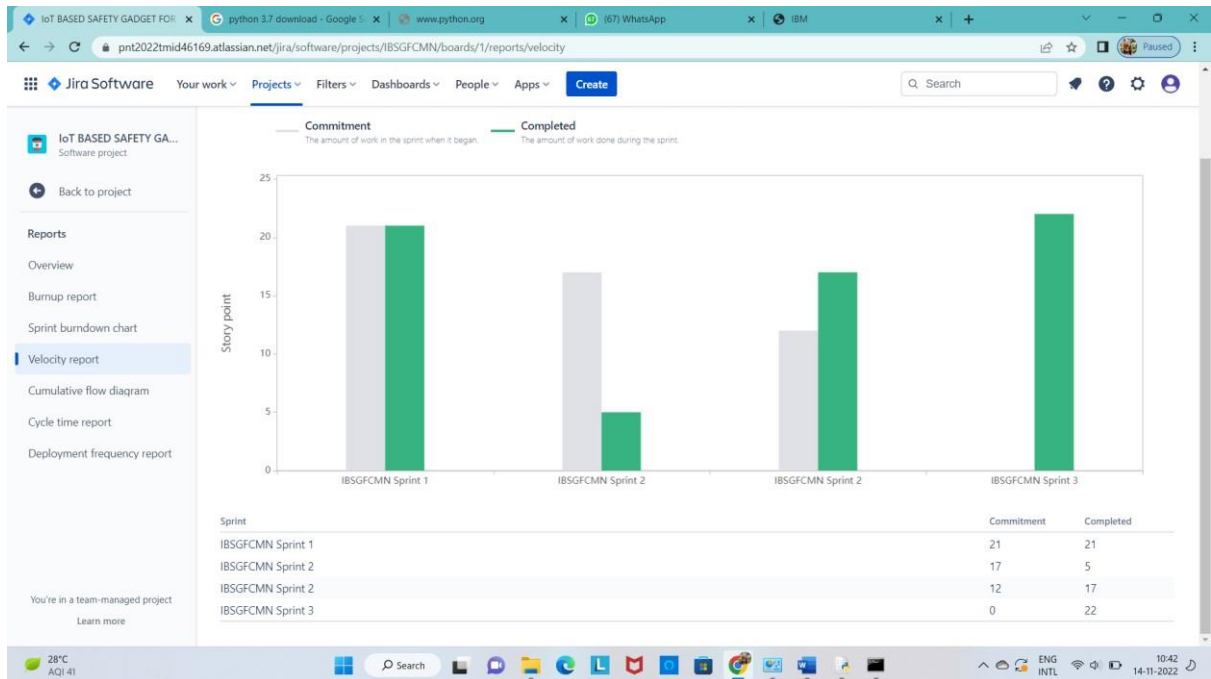 IoT BASED SAFETY GADGET FOR
python 3.7 download - Google S
www.python.org
(67) WhatsApp
IBM
pnt2022tmid46169.atlassian.net/jira/software/projects/IBSGFCMN/boards/1/reports/velocity
Paused
Jira Software Your work Projects Filters Dashboards People Apps Create
Search
IoT BASED SAFETY GA...
Software project
Back to project
Reports
Overview
Burnup report
Sprint burndown chart
Velocity report
Cumulative flow diagram
Cycle time report
Deployment frequency report
You're in a team-managed project
Learn more
Commitment
The amount of work in the sprint when it began.
Completed
The amount of work done during the sprint.
Story point
25
20
15
10
5
0
IBSGFCMN Sprint 1 IBSGFCMN Sprint 2 IBSGFCMN Sprint 2 IBSGFCMN Sprint 3
Sprint Commitment Completed
IBSGFCMN Sprint 1 21 21
IBSGFCMN Sprint 2 17 5
IBSGFCMN Sprint 2 12 17
IBSGFCMN Sprint 3 0 22
28°C
AQI 41
Search
ENG
INTL
10:42
14-11-2022